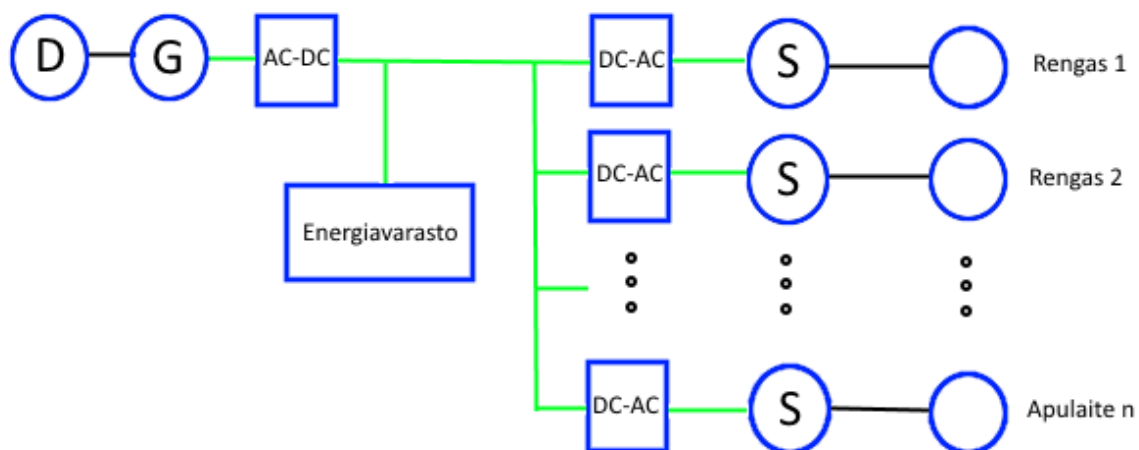 D G AC-DC DC-AC S Rengas 1
DC-AC S Rengas 2
Energiavarasto
DC-AC S Apulaite n